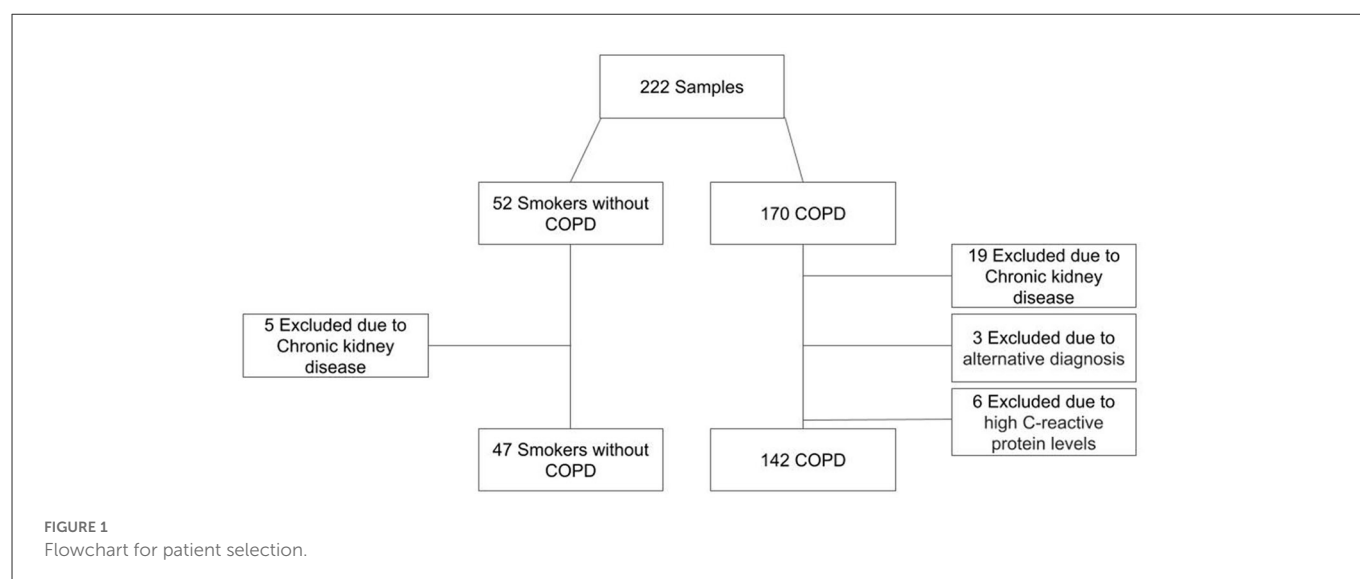 222 Samples
52 Smokers without
COPD
170 COPD
19 Excluded due to
Chronic kidney
disease
5 Excluded due to
Chronic kidney
disease
3 Excluded due to
alternative diagnosis
6 Excluded due to
high C-reactive
protein levels
47 Smokers without
COPD
142 COPD
FIGURE 1
Flowchart for patient selection.